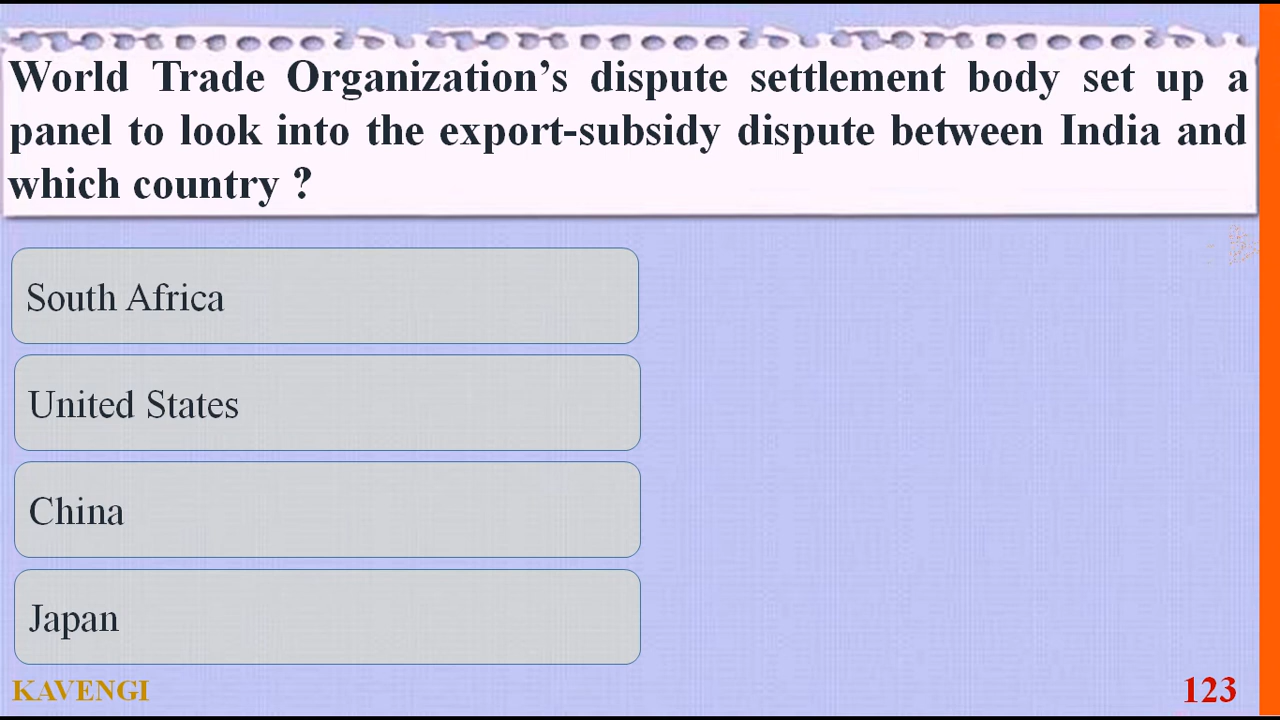 World Trade Organization’s dispute settlement body set up a
panel to look into the export-subsidy dispute between India and
which country ?
South Africa
United States
China
Japan
KAVENGI
123